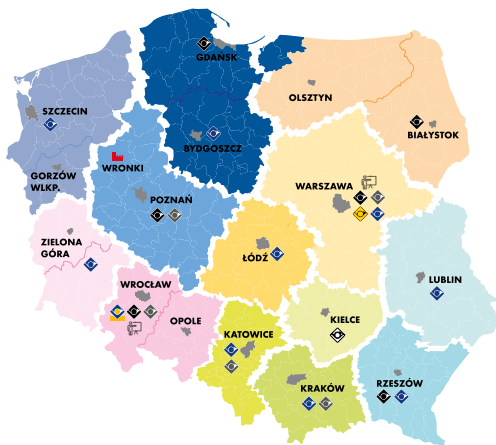 GDAŃSK
OLSZTYN
SZCZECIN
BIAŁYSTOK
BYDGOSZCZ
WRONKI
GORZÓW
WLKP.
WARSZAWA
POZNAŃ
ZIELONA
GÓRA
ŁÓDŹ
LUBLIN
WROCŁAW
OPOLE
KIELCE
KATOWICE
KRAKÓW
RZESZÓW